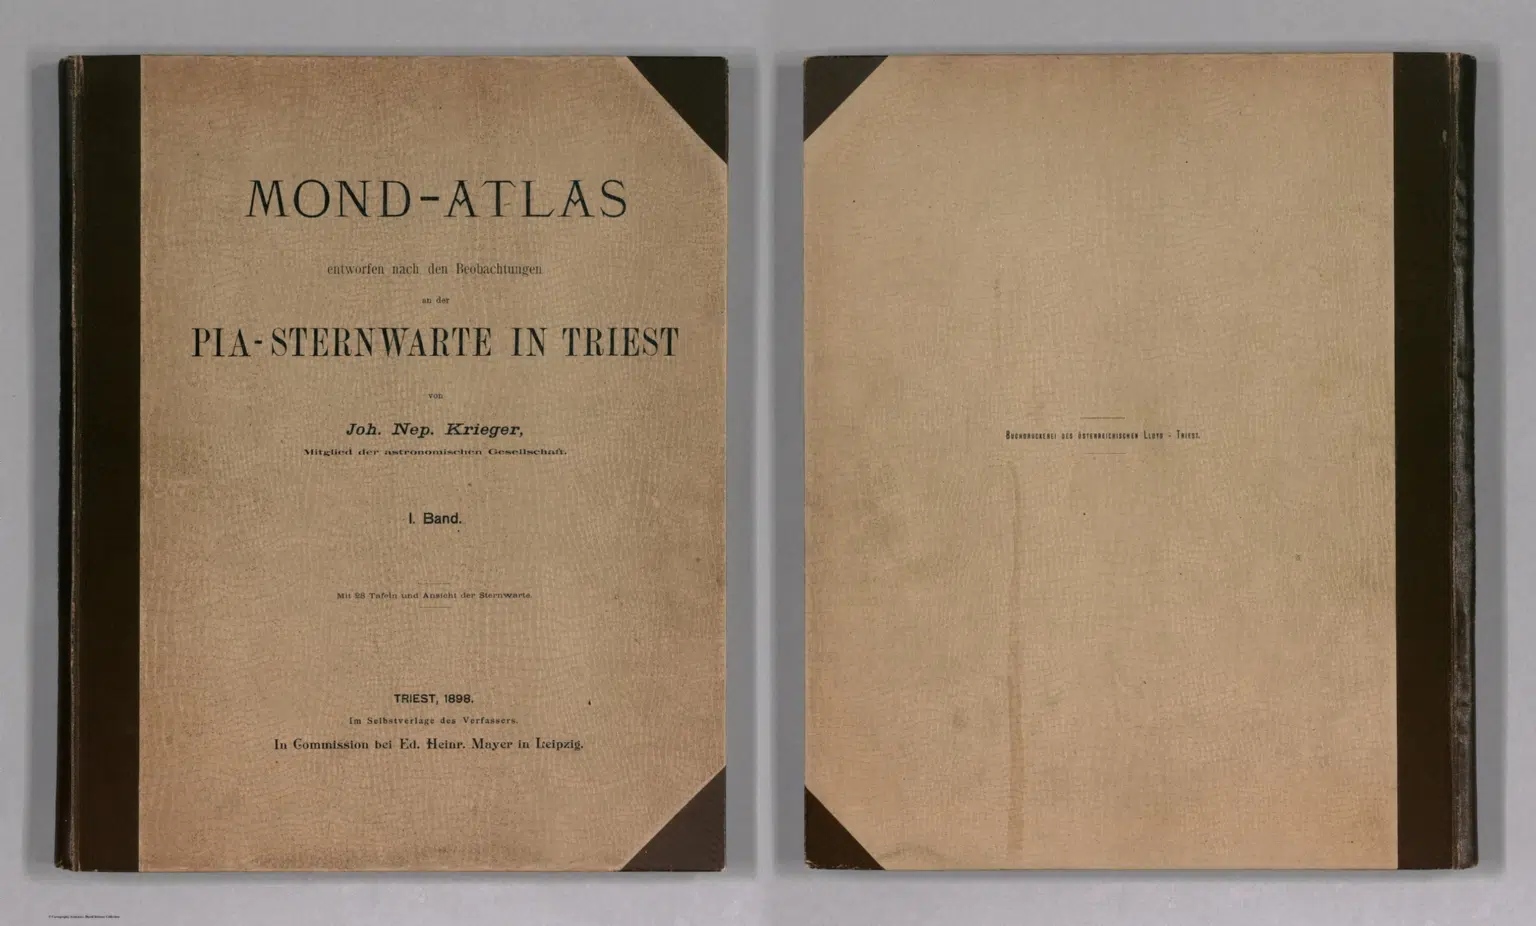 MOND-ATLAS
entworfen nach den Beobachtungen
an der
PIA-STERNWARTE IN TRIEST
von
Joh. Nep. Krieger,
Mitglied der astronomischen Gesellschaft.
I. Band.
Mit 28 Tafeln und Ansicht der Sternwarte.
TRIEST, 1898.
Im Selbstverlage des Verfassers.
In Commission bei Ed. Heinr. Mayer in Leipzig.
Buchdruckerei des österreichischen Lloyd - Triest.